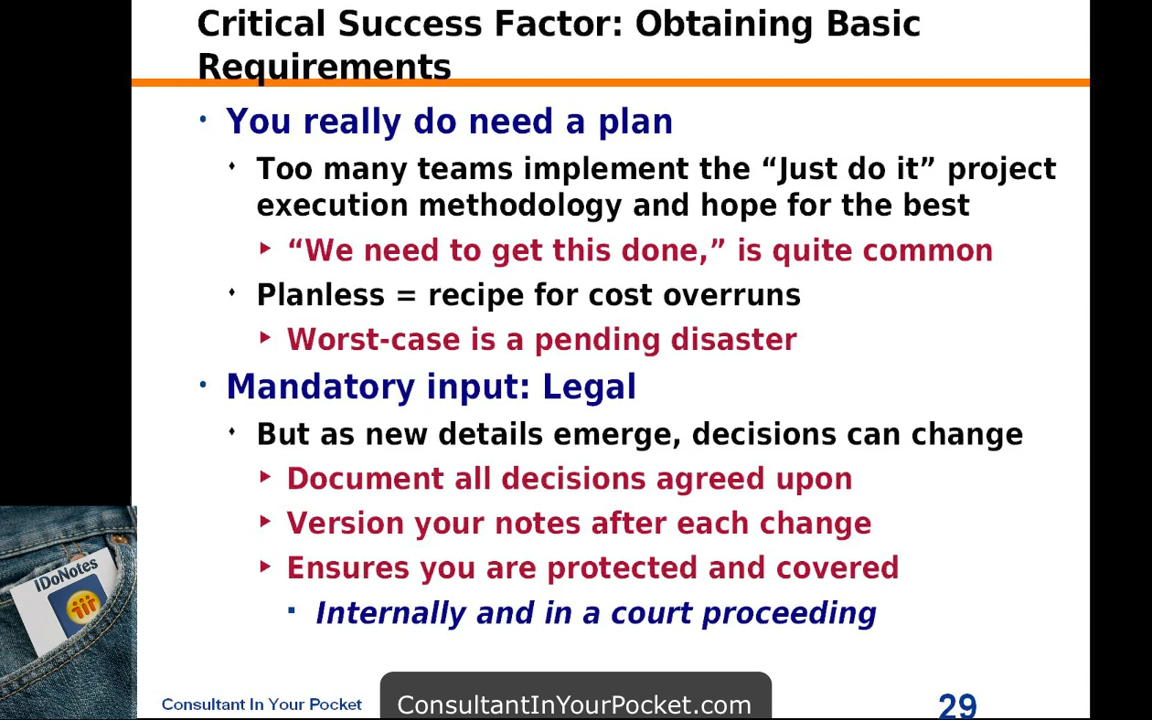 Critical Success Factor: Obtaining Basic
Requirements
• You really do need a plan
Too many teams implement the “Just do it” project
execution methodology and hope for the best
“We need to get this done,” is quite common
Planless = recipe for cost overruns
Worst-case is a pending disaster
• Mandatory input: Legal
But as new details emerge, decisions can change
Document all decisions agreed upon
Version your notes after each change
Ensures you are protected and covered
Internally and in a court proceeding
IDoNotes
Consultant In Your Pocket
ConsultantInYourPocket.com
29